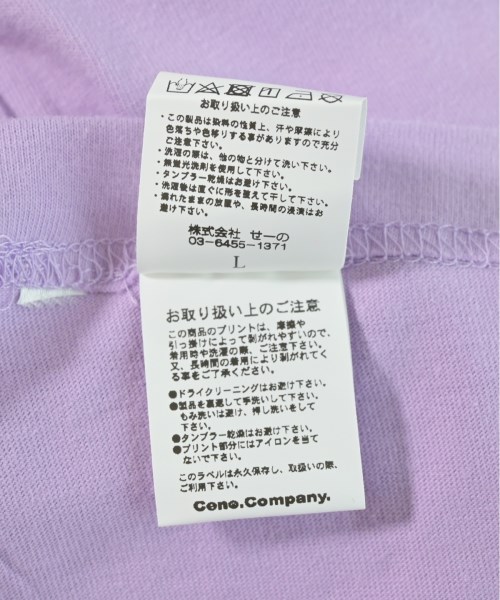 お取り扱い上のご注意
・この製品は染料の性質上、汗や摩擦により
色落ちや色移りする事がありますので充分
ご注意下さい。
・洗濯の際は、他の物と分けて洗い下さい。
・無蛍光洗剤を使用して下さい。
・タンブラー乾燥はお避け下さい。
・洗濯後は直ぐに形を整えて干して下さい。
・濡れたままの放置や、長時間の浸漬はお
避け下さい。
株式会社 せーの
03-6455-1371
L
お取り扱い上のご注意
この商品のプリントは、摩擦や
引っ掛けによって剥がれやすいので、
着用時や洗濯の際、ご注意下さい。
又、長時間の着用により剥がれてく
る事をご了承ください。
●ドライクリーニングはお避け下さい。
●製品を裏返して手洗いして下さい。
もみ洗いは避け、押し洗いをして
下さい。
●タンブラー乾燥はお避け下さい。
●プリント部分にはアイロンを当て
ないで下さい。
このラベルは永久保存し、取扱いの際、
ご利用下さい。
Ceno.Company.